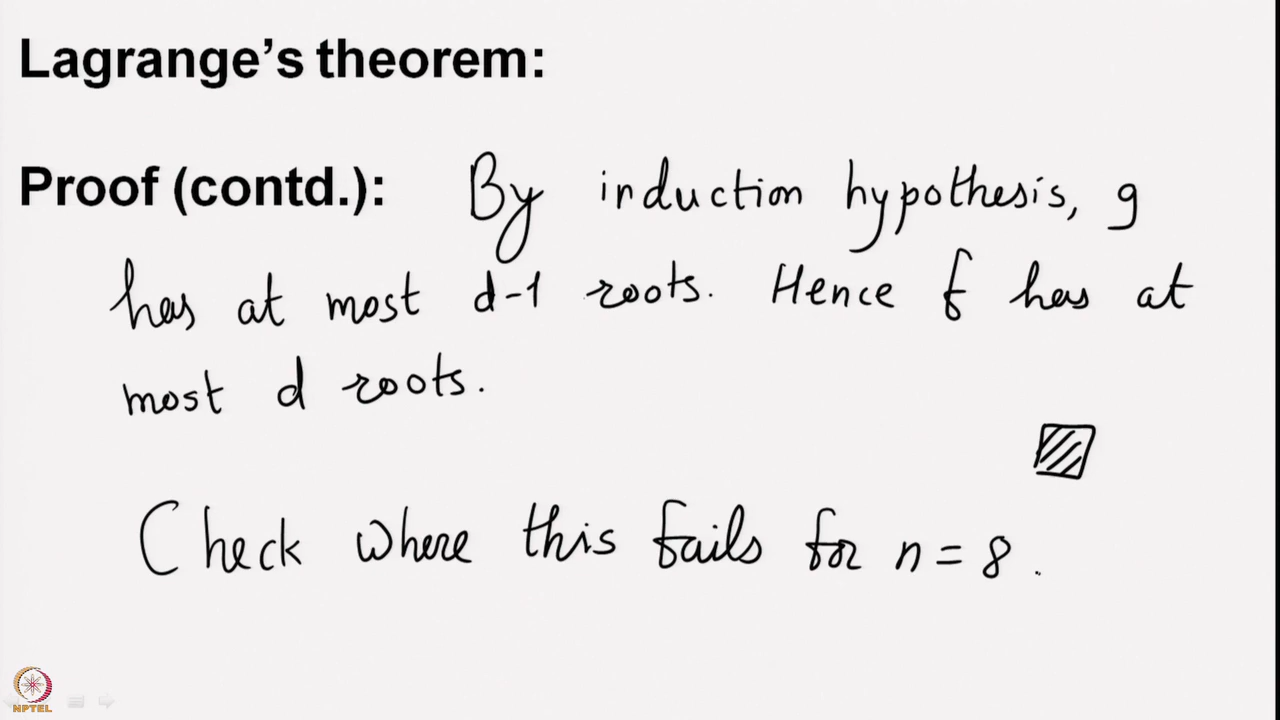 Lagrange's theorem:
Proof (contd.): By induction hypothesis, g
has at most d-1 roots. Hence f has at
most d roots.
Check where this fails for n = 8.
NPTEL